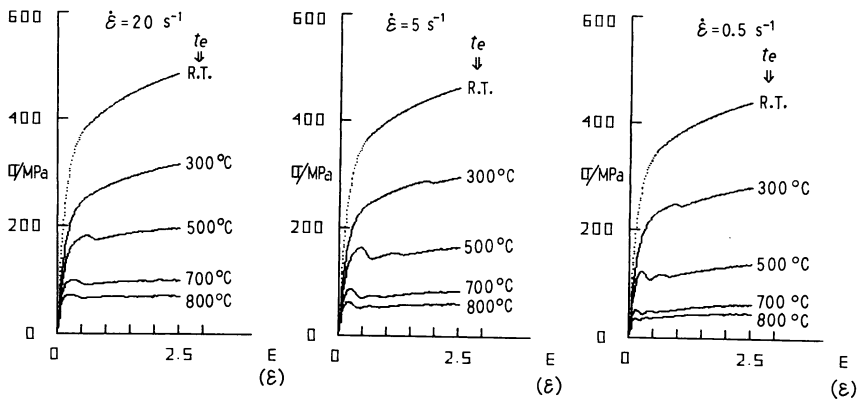 600
ε̇ = 20 s⁻¹
te
⇓
R.T.
400
σ/MPa
300°C
200
500°C
700°C
800°C
0
0 2.5 E
(ε)
600
ε̇ = 5 s⁻¹
te
⇓
R.T.
400
σ/MPa
300°C
200
500°C
700°C
800°C
0
0 2.5 E
(ε)
600
ε̇ = 0.5 s⁻¹
te
⇓
R.T.
400
σ/MPa
300°C
200
500°C
700°C
800°C
0
0 2.5 E
(ε)